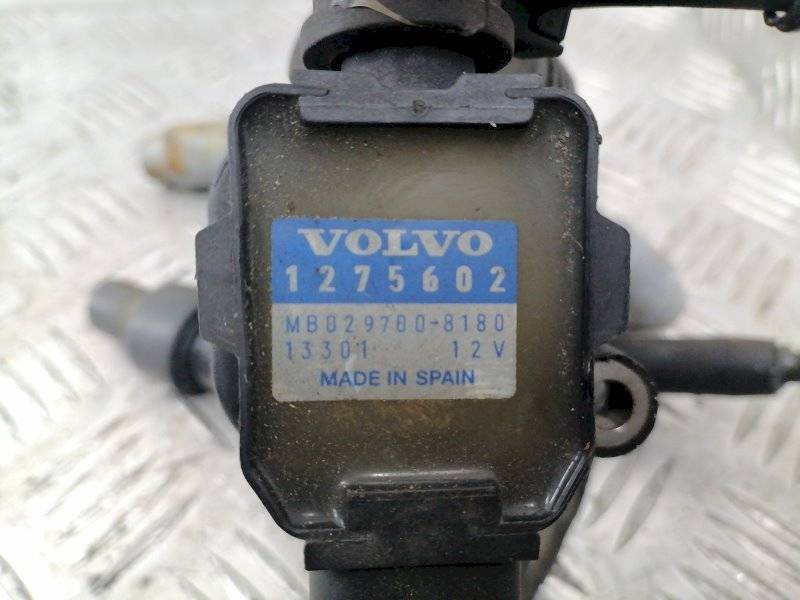 VOLVO
1275602
MB029700-8180
13301 12V
MADE IN SPAIN